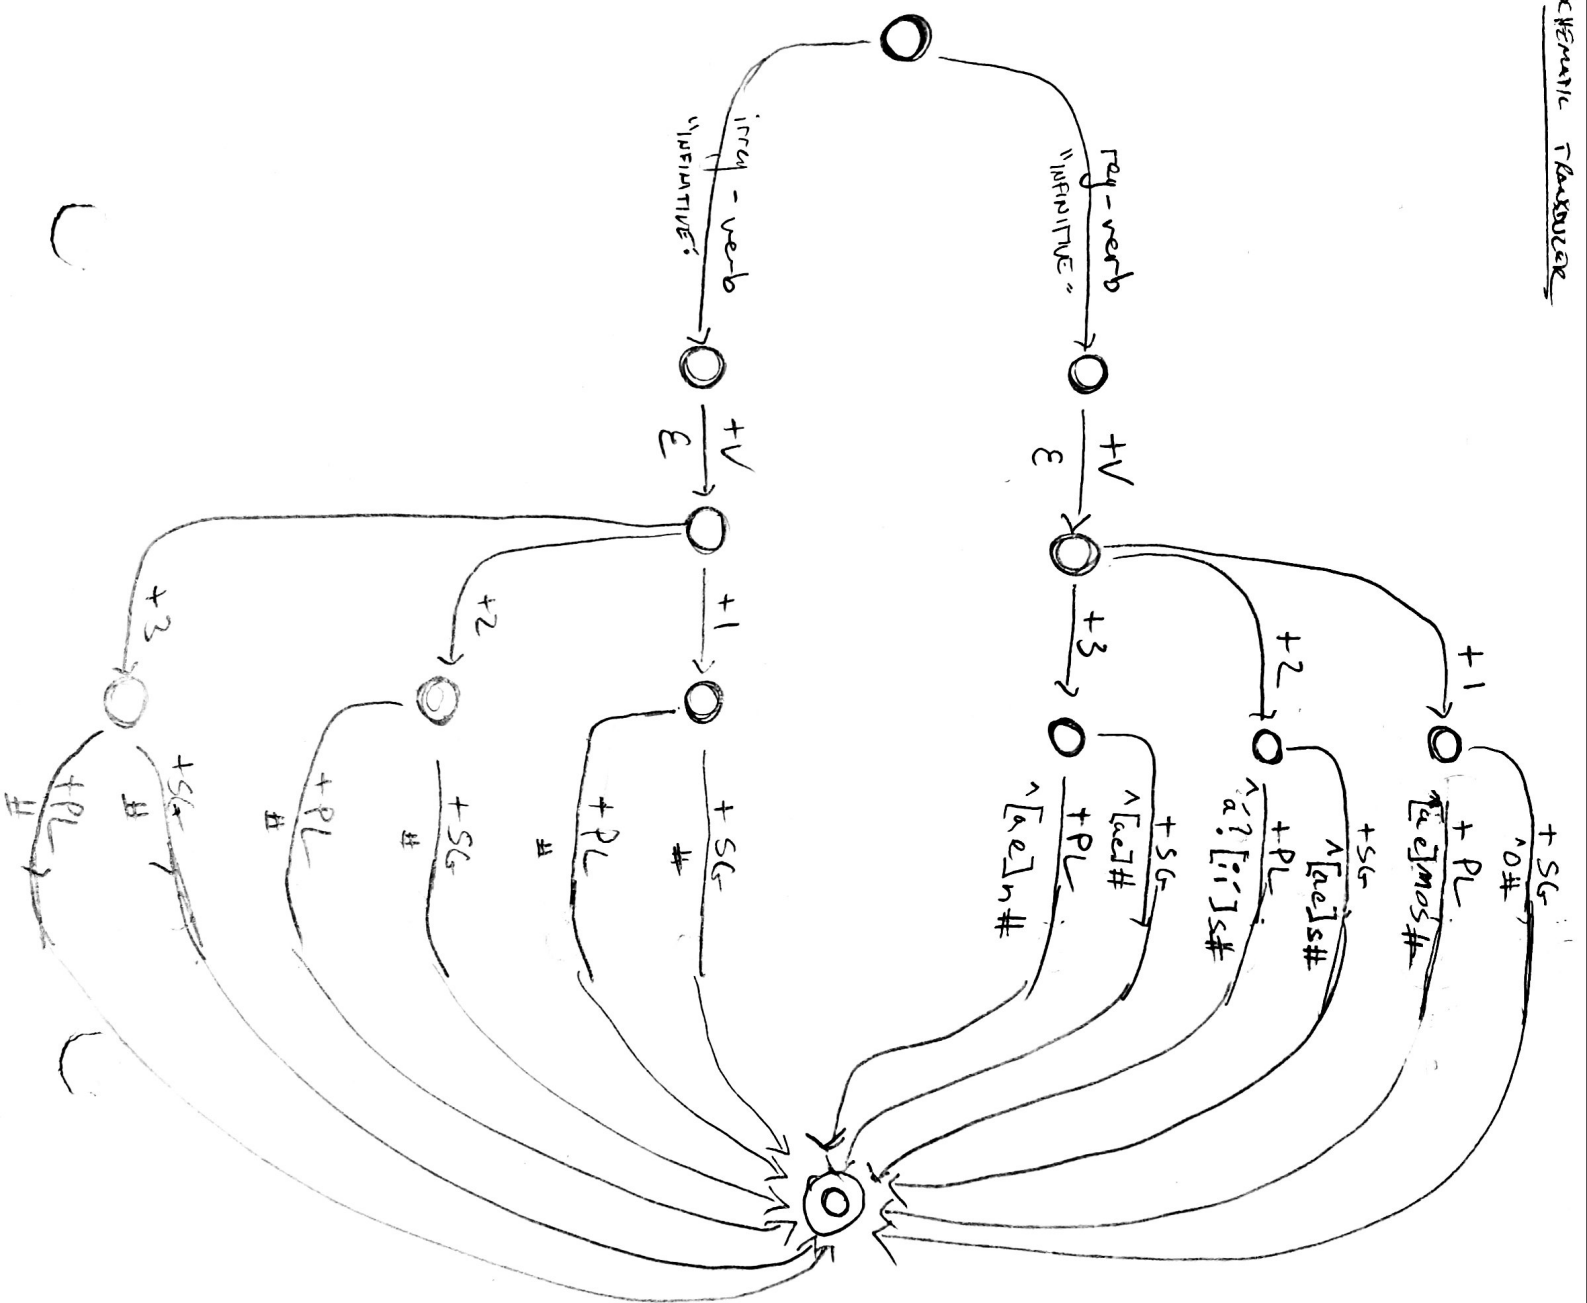 SCHEMATIC TRANSDUCER
reg-verb
"INFINITIVE"
irreg-verb
"INFINITIVE"
+V
ε
+V
ε
+1
+2
+3
+1
+2
+3
+SG
^o#
+PL
^[ae]mos#
+SG
^[ae]s#
+PL
^a?[ií]s#
+SG
^[ae]#
+PL
^[ae]n#
+SG
#
+PL
#
+SG
#
+PL
#
+SG
#
+PL
#